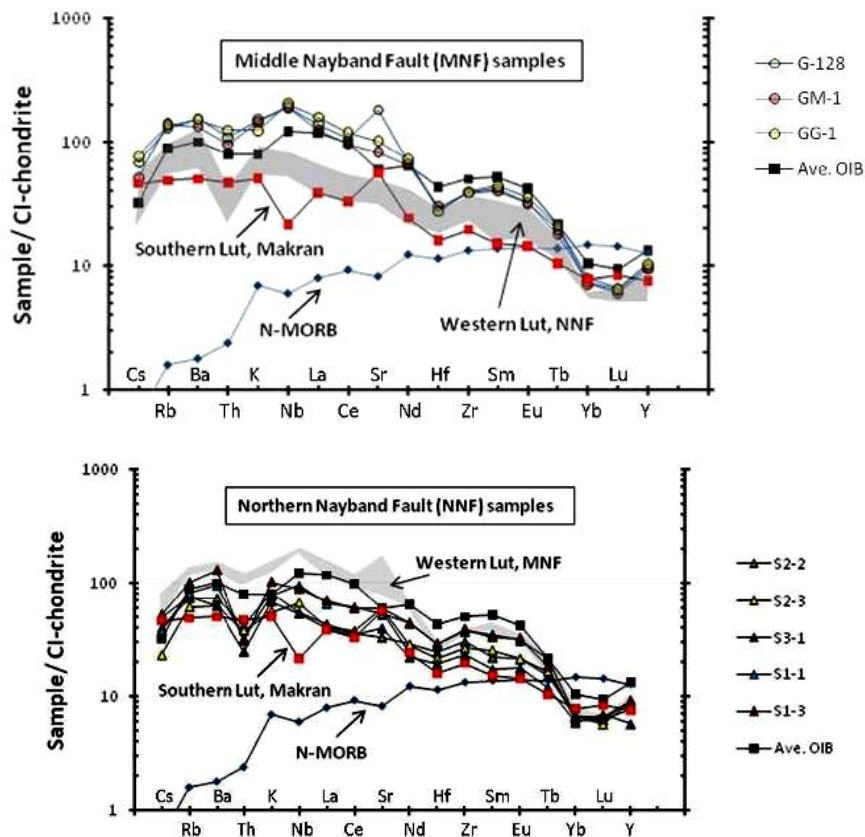 1000
Middle Nayband Fault (MNF) samples
G-128
GM-1
GG-1
Ave. OIB
100
Sample/ CI-chondrite
Southern Lut, Makran
10
N-MORB
Western Lut, NNF
Cs Ba K La Sr Hf Sm Tb Lu
1
Rb Th Nb Ce Nd Zr Eu Yb Y
1000
Northern Nayband Fault (NNF) samples
Western Lut, MNF
100
S2-2
S2-3
S3-1
S1-1
S1-3
Ave. OIB
Sample/ CI-chondrite
Southern Lut, Makran
10
N-MORB
Cs Ba K La Sr Hf Sm Tb Lu
1
Rb Th Nb Ce Nd Zr Eu Yb Y